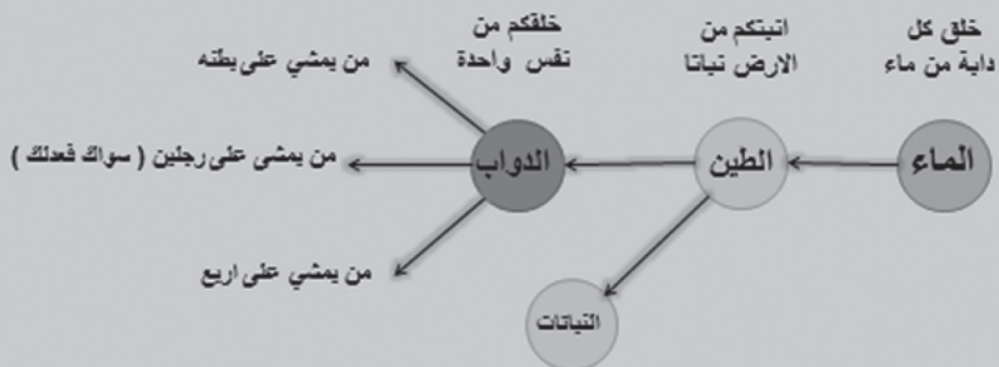 خلق كل
دابة من ماء
انبتكم من
الارض نباتا
خلقكم من
نفس واحدة
الماء
الطين
الدواب
النباتات
من يمشي على بطنه
من يمشى على رجلين ( سواك فعدلك )
من يمشي على اربع